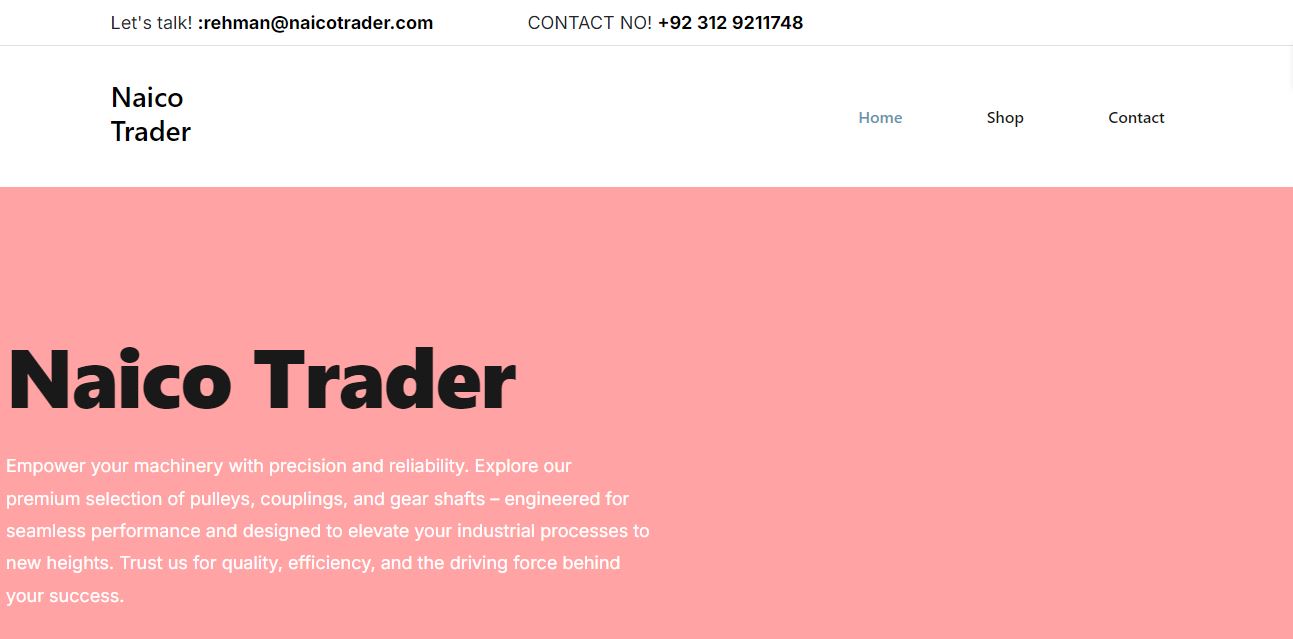 Let's talk! :rehman@naicotrader.com CONTACT NO! +92 312 9211748
Naico
Trader
Home Shop Contact
Naico Trader
Empower your machinery with precision and reliability. Explore our
premium selection of pulleys, couplings, and gear shafts – engineered for
seamless performance and designed to elevate your industrial processes to
new heights. Trust us for quality, efficiency, and the driving force behind
your success.